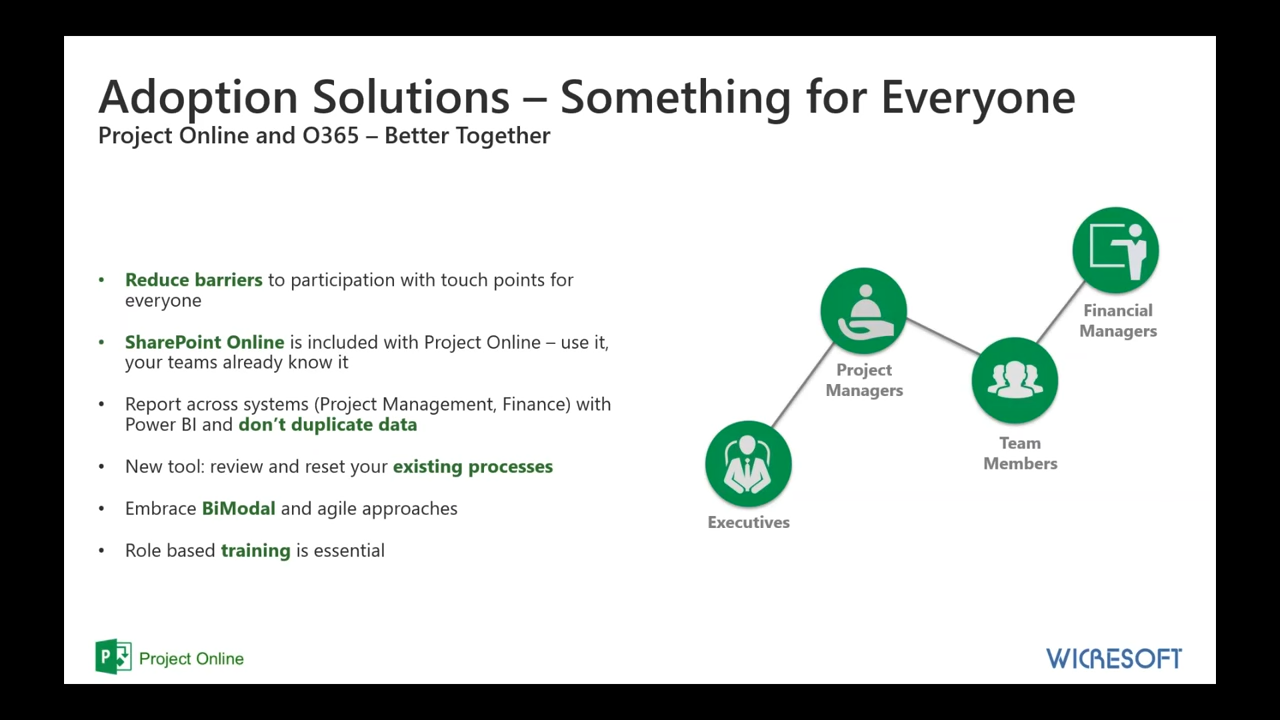 Adoption Solutions – Something for Everyone
Project Online and O365 – Better Together
• Reduce barriers to participation with touch points for
everyone
• SharePoint Online is included with Project Online – use it,
your teams already know it
• Report across systems (Project Management, Finance) with
Power BI and don’t duplicate data
• New tool: review and reset your existing processes
• Embrace BiModal and agile approaches
• Role based training is essential
Financial
Managers
Project
Managers
Team
Members
Executives
P
Project Online
WICRESOFT